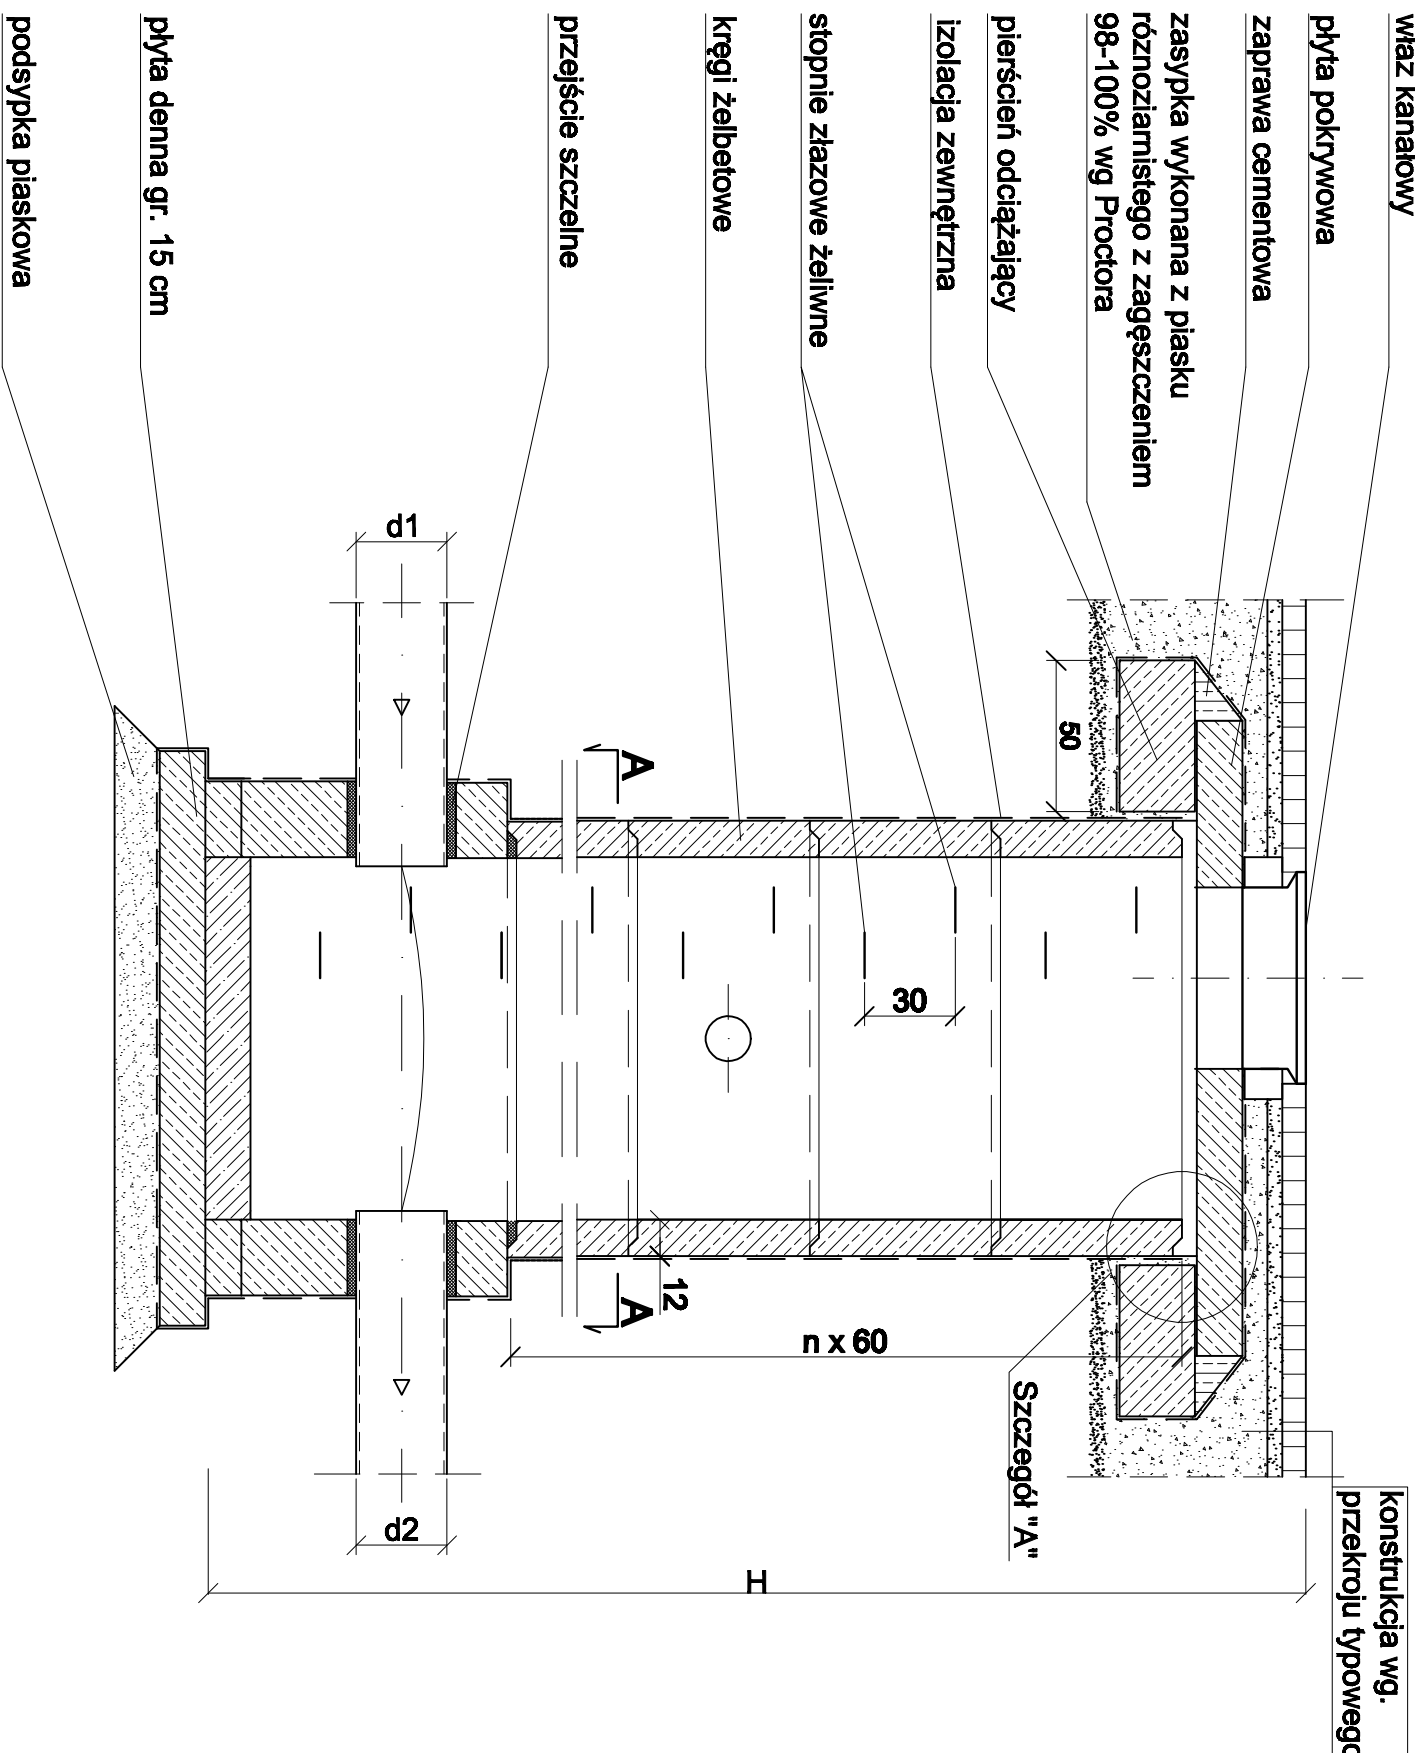 właz kanałowy
płyta pokrywowa
zaprawa cementowa
zasypka wykonana z piasku
róznoziarnistego z zagęszczeniem
98-100% wg Proctora
pierścień odciążający
izolacja zewnętrzna
stopnie złazowe żeliwne
kręgi żelbetowe
przejście szczelne
płyta denna gr. 15 cm
podsypka piaskowa
konstrukcja wg.
przekroju typowego
50
30
12
n x 60
Szczegół "A"
A
A
d1
d2
H